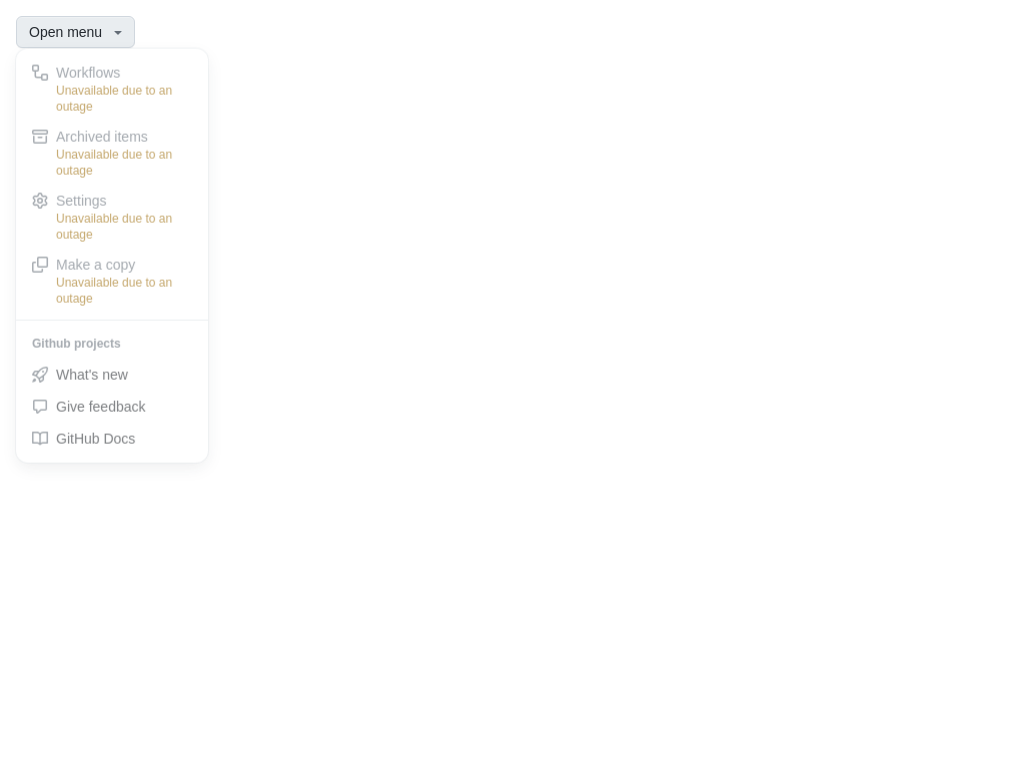 Open menu
Workflows
Unavailable due to an
outage
Archived items
Unavailable due to an
outage
Settings
Unavailable due to an
outage
Make a copy
Unavailable due to an
outage
Github projects
What's new
Give feedback
GitHub Docs